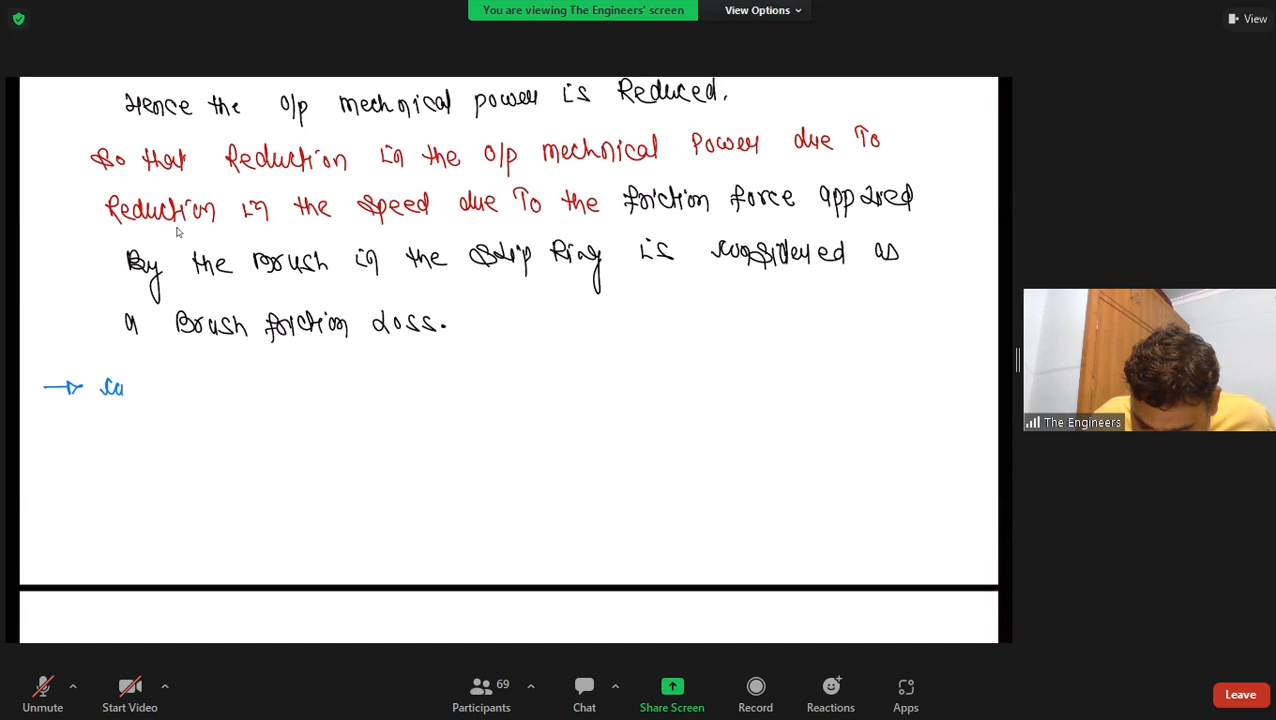 You are viewing The Engineers' screen
View Options
View
Hence the o/p mechnical power is Reduced.
So that Reduction in the o/p mechnical Power due To
Reduction in the speed due To the friction force applied
By the Brush in the Slip Ring is considered as
a Brush friction Loss.
The Engineers
Unmute
Start Video
69
Participants
Chat
Share Screen
Record
Reactions
Apps
Leave